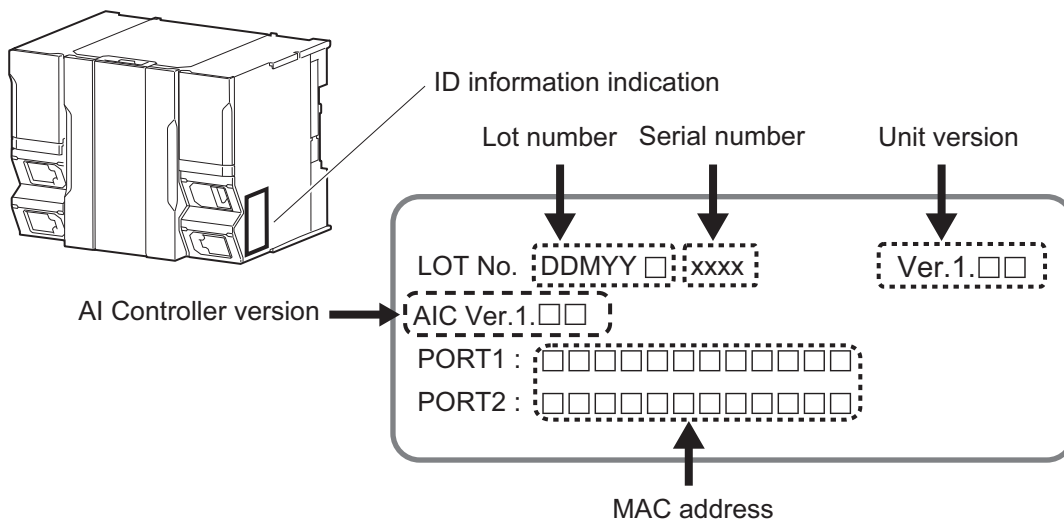 ID information indication
Lot number
Serial number
Unit version
LOT No. DDMYY □ xxxx Ver.1.□□
AI Controller version
AIC Ver.1.□□
PORT1 : □□□□□□□□□□□□
PORT2 : □□□□□□□□□□□□
MAC address